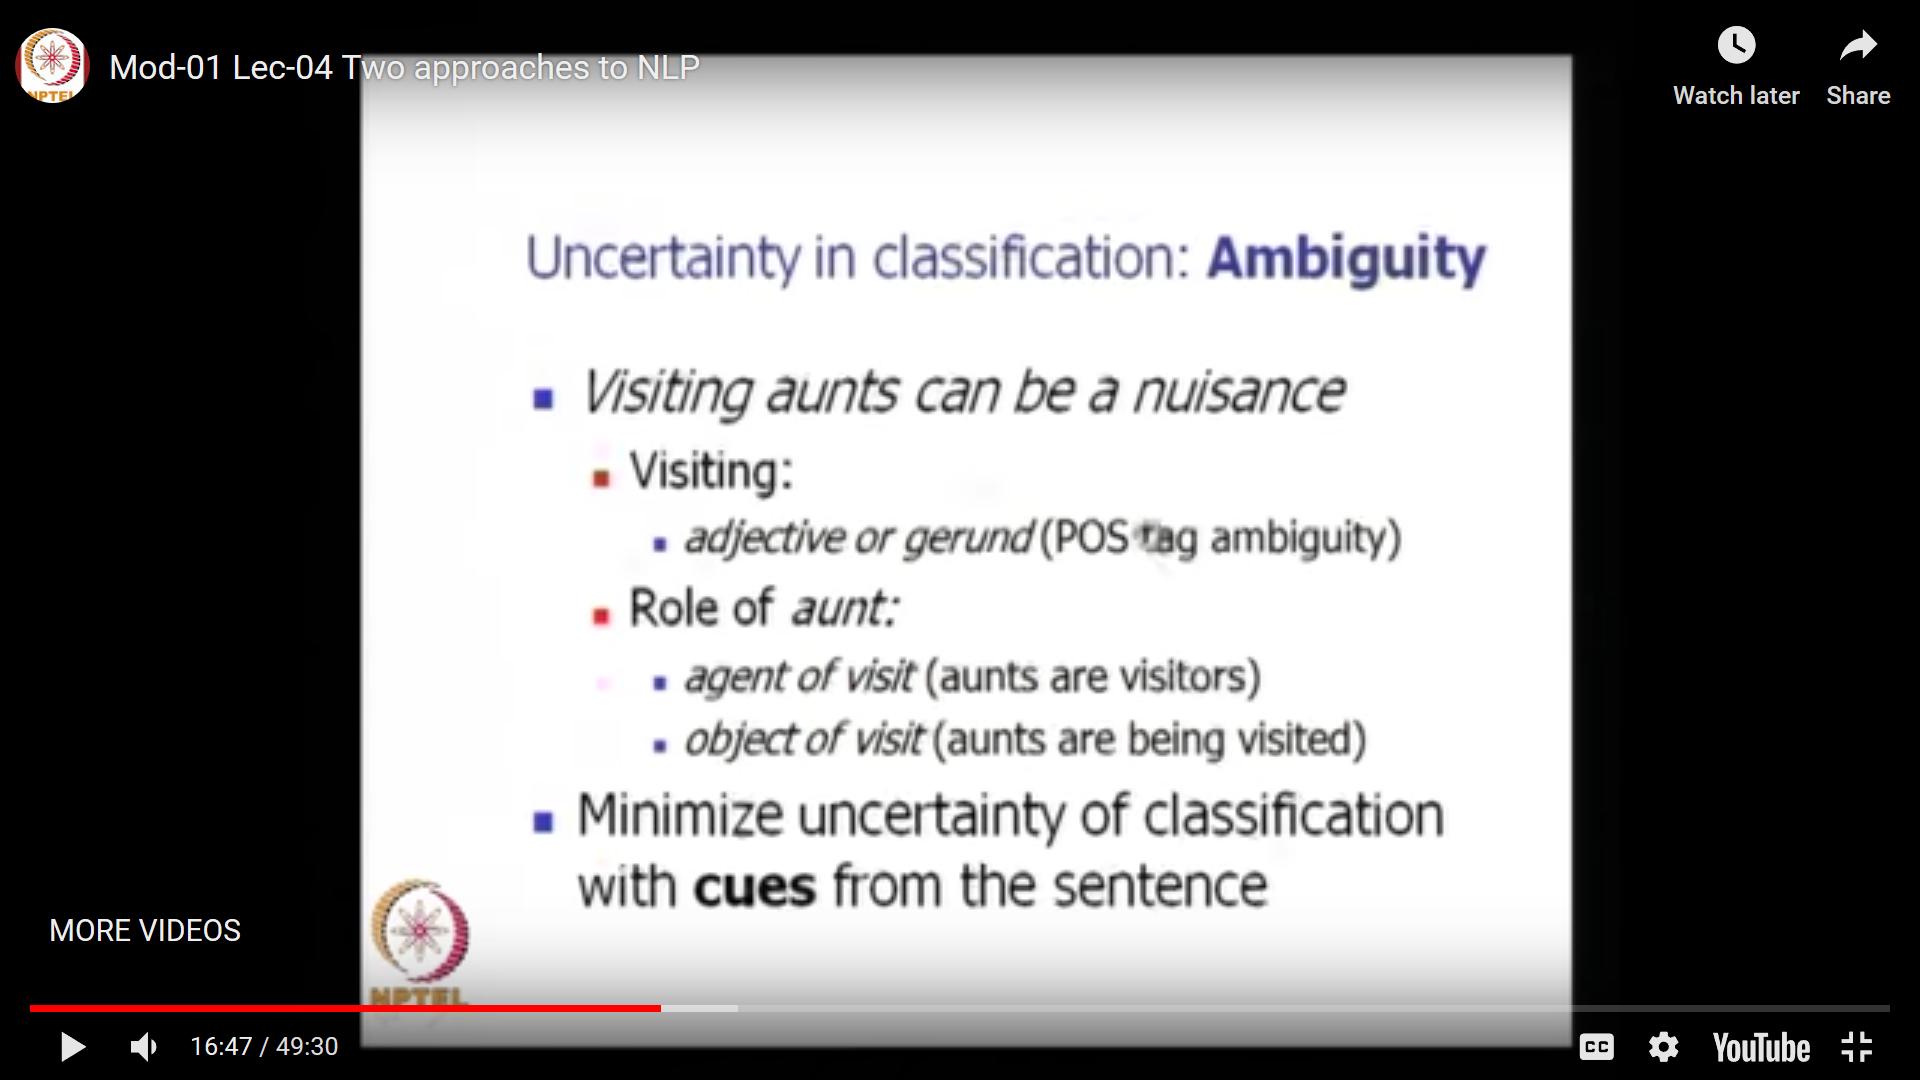 Mod-01 Lec-04 Two approaches to NLP
NPTEL
Watch later
Share
Uncertainty in classification: Ambiguity
Visiting aunts can be a nuisance
Visiting:
adjective or gerund (POS tag ambiguity)
Role of aunt:
agent of visit (aunts are visitors)
object of visit (aunts are being visited)
Minimize uncertainty of classification
with cues from the sentence
MORE VIDEOS
NPTEL
16:47 / 49:30
CC
YouTube